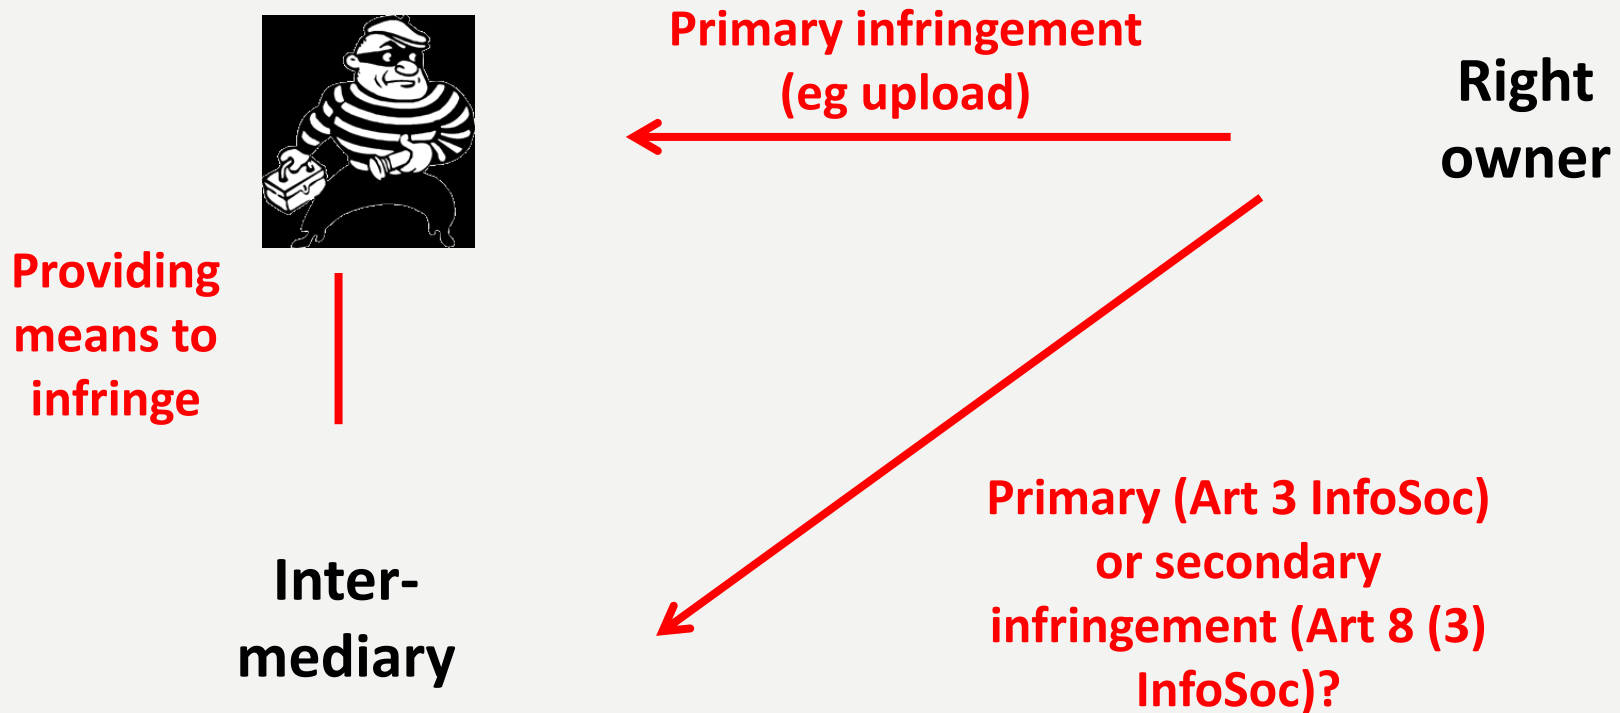 Primary infringement
(eg upload)
Right
owner
Providing
means to
infringe
Primary (Art 3 InfoSoc)
or secondary
infringement (Art 8 (3)
InfoSoc)?
Inter-
mediary